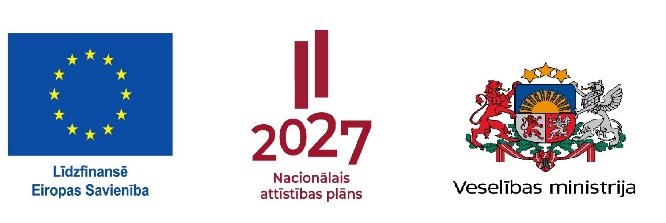 Līdzfinansē
Eiropas Savienība
2027
Nacionālais
attīstības plāns
Veselības ministrija